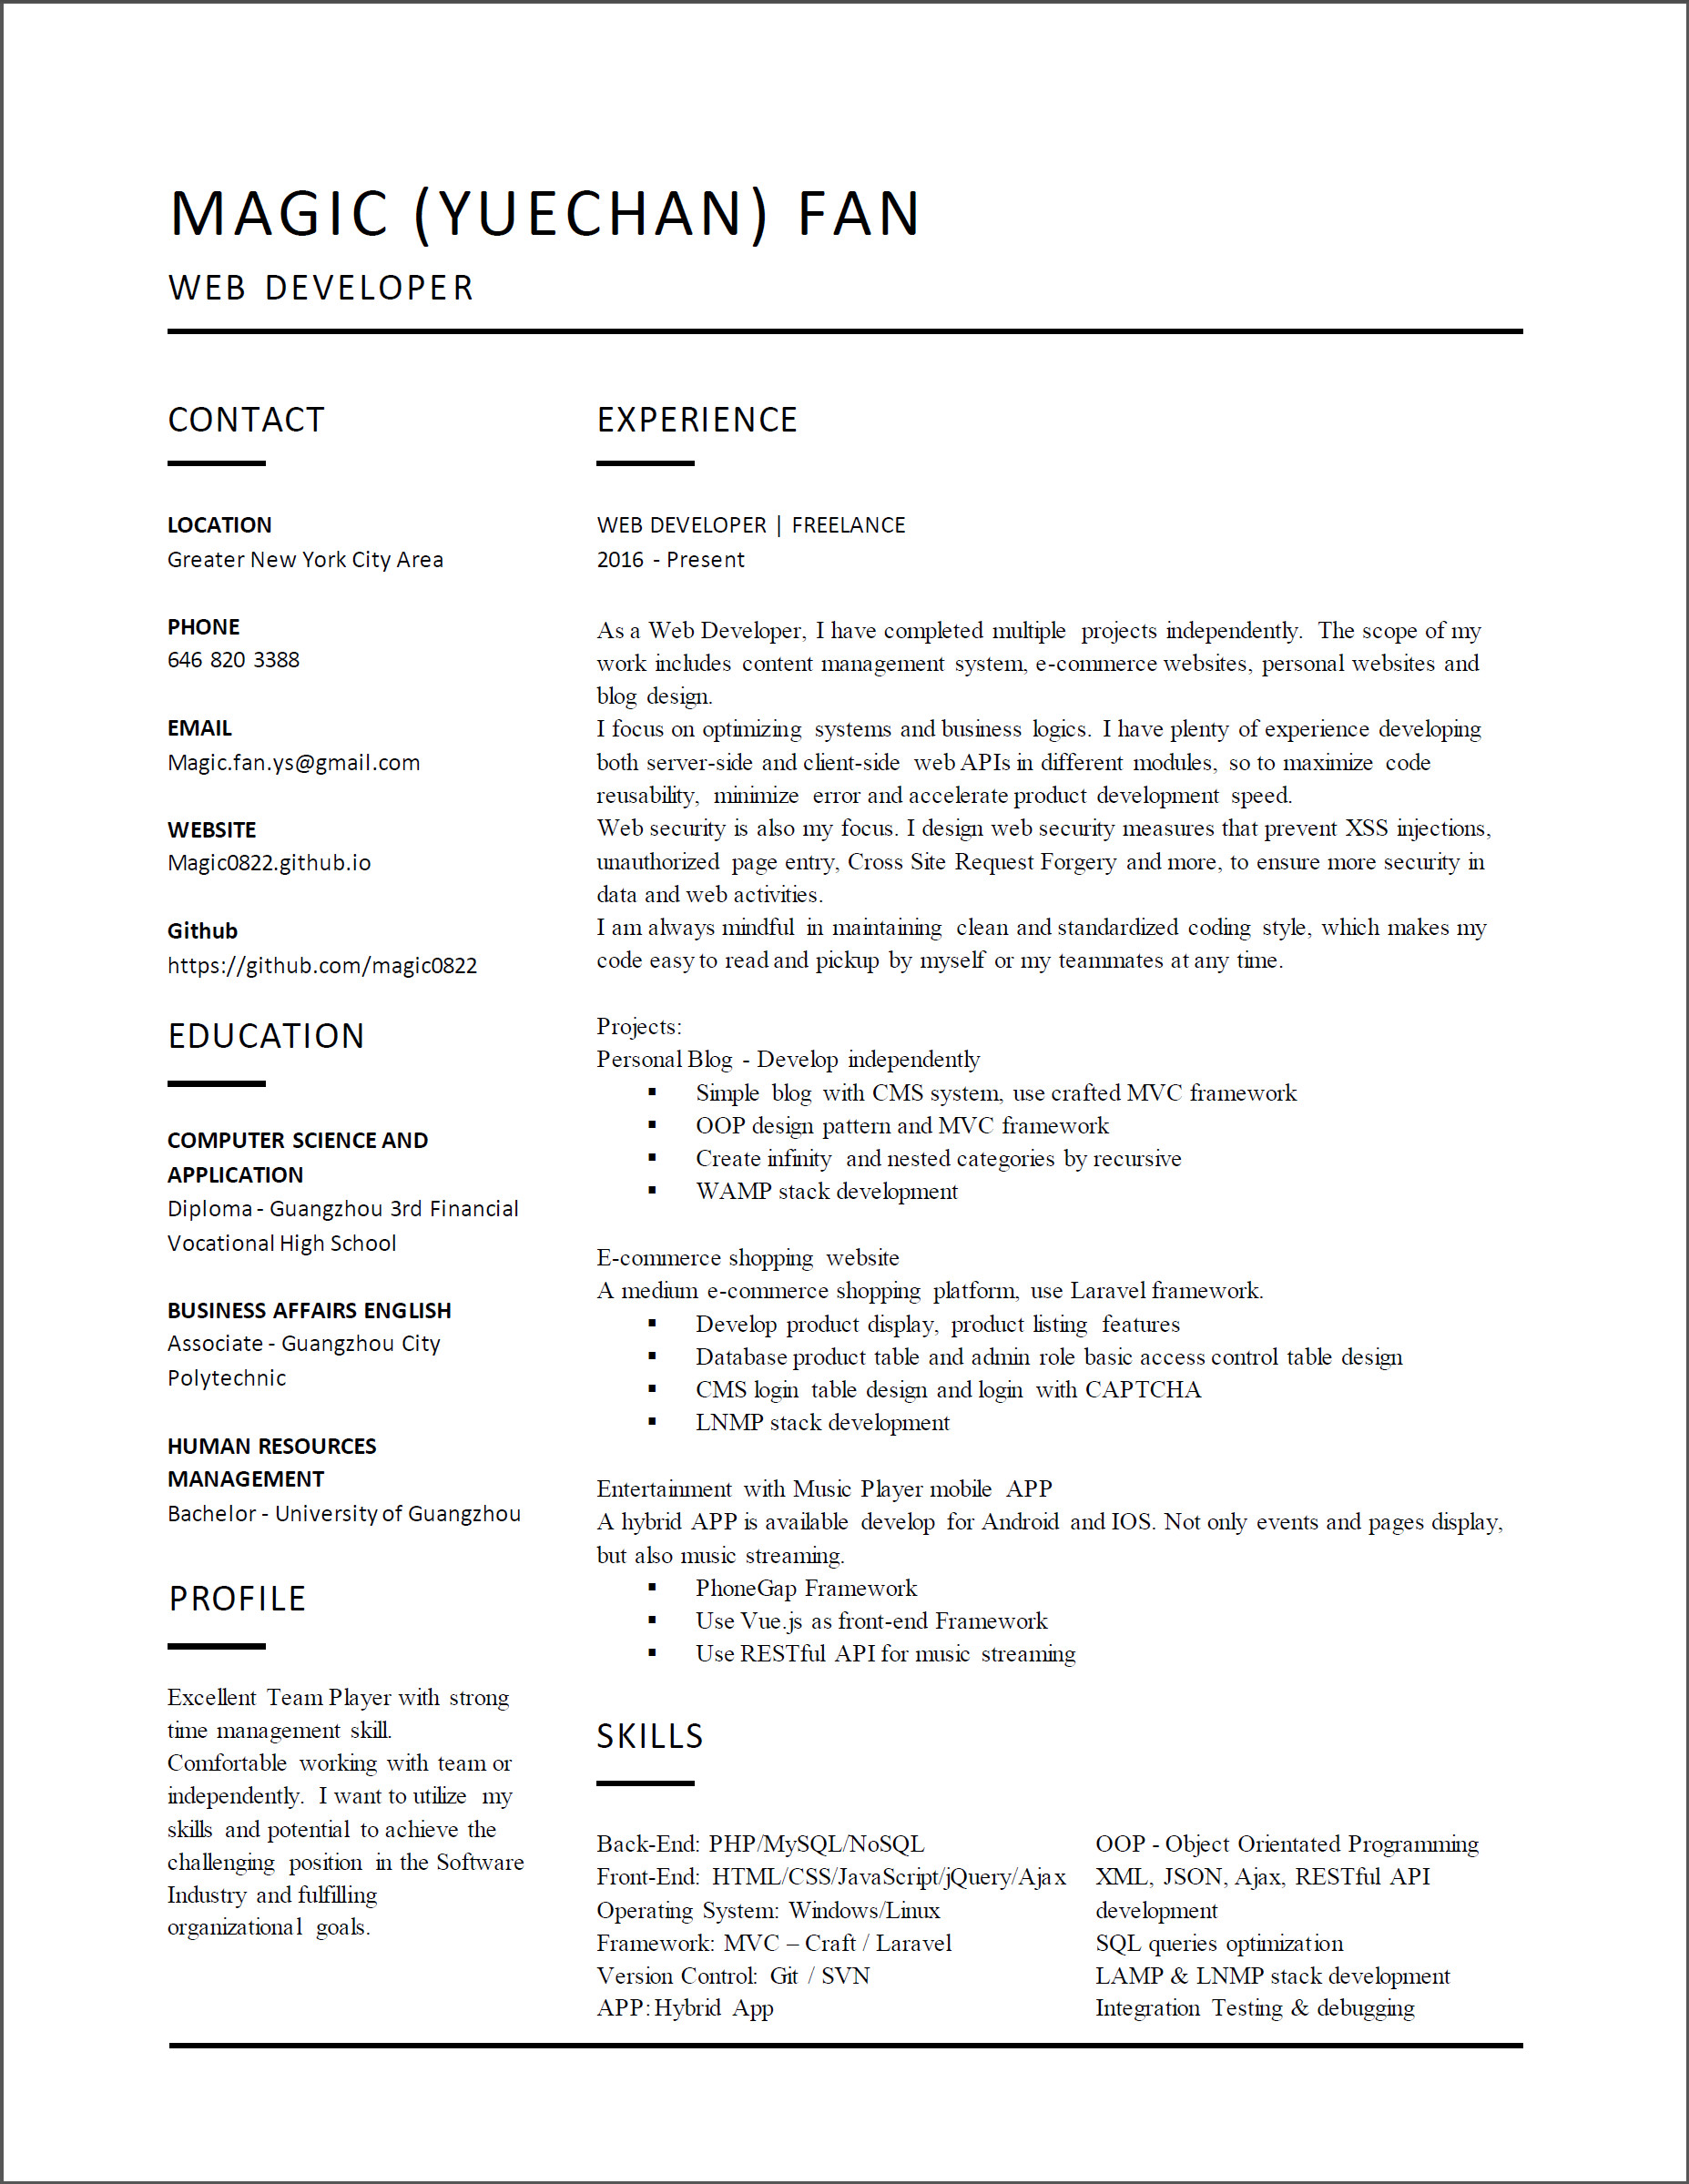 MAGIC (YUECHAN) FAN
WEB DEVELOPER
CONTACT
LOCATION
Greater New York City Area
PHONE
646 820 3388
EMAIL
Magic.fan.ys@gmail.com
WEBSITE
Magic0822.github.io
Github
https://github.com/magic0822
EDUCATION
COMPUTER SCIENCE AND
APPLICATION
Diploma - Guangzhou 3rd Financial
Vocational High School
BUSINESS AFFAIRS ENGLISH
Associate - Guangzhou City
Polytechnic
HUMAN RESOURCES
MANAGEMENT
Bachelor - University of Guangzhou
PROFILE
Excellent Team Player with strong
time management skill.
Comfortable working with team or
independently. I want to utilize my
skills and potential to achieve the
challenging position in the Software
Industry and fulfilling
organizational goals.
EXPERIENCE
WEB DEVELOPER | FREELANCE
2016 - Present
As a Web Developer, I have completed multiple projects independently. The scope of my
work includes content management system, e-commerce websites, personal websites and
blog design.
I focus on optimizing systems and business logics. I have plenty of experience developing
both server-side and client-side web APIs in different modules, so to maximize code
reusability, minimize error and accelerate product development speed.
Web security is also my focus. I design web security measures that prevent XSS injections,
unauthorized page entry, Cross Site Request Forgery and more, to ensure more security in
data and web activities.
I am always mindful in maintaining clean and standardized coding style, which makes my
code easy to read and pickup by myself or my teammates at any time.
Projects:
Personal Blog - Develop independently
▪ Simple blog with CMS system, use crafted MVC framework
▪ OOP design pattern and MVC framework
▪ Create infinity and nested categories by recursive
▪ WAMP stack development
E-commerce shopping website
A medium e-commerce shopping platform, use Laravel framework.
▪ Develop product display, product listing features
▪ Database product table and admin role basic access control table design
▪ CMS login table design and login with CAPTCHA
▪ LNMP stack development
Entertainment with Music Player mobile APP
A hybrid APP is available develop for Android and IOS. Not only events and pages display,
but also music streaming.
▪ PhoneGap Framework
▪ Use Vue.js as front-end Framework
▪ Use RESTful API for music streaming
SKILLS
Back-End: PHP/MySQL/NoSQL
Front-End: HTML/CSS/JavaScript/jQuery/Ajax
Operating System: Windows/Linux
Framework: MVC – Craft / Laravel
Version Control: Git / SVN
APP: Hybrid App
OOP - Object Orientated Programming
XML, JSON, Ajax, RESTful API
development
SQL queries optimization
LAMP & LNMP stack development
Integration Testing & debugging